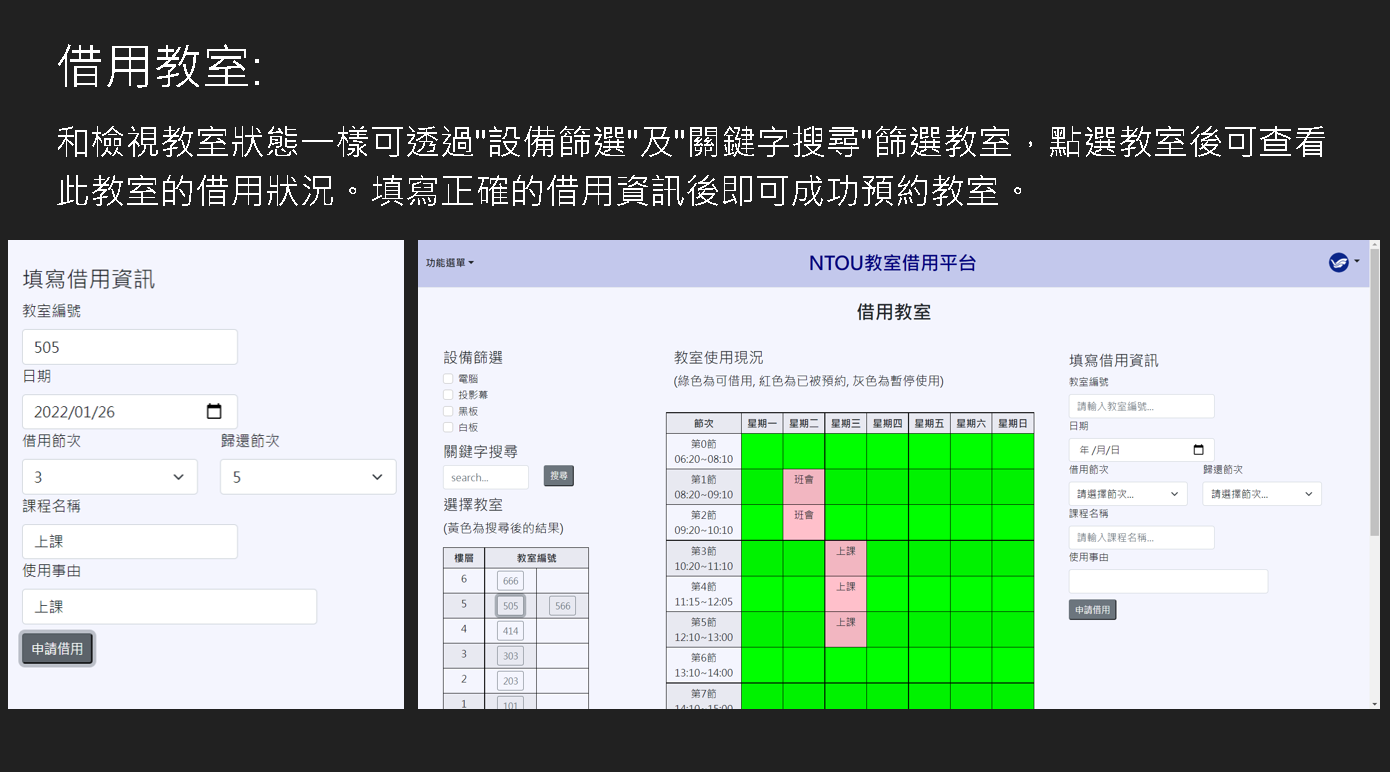 借用教室:
和檢視教室狀態一樣可透過"設備篩選"及"關鍵字搜尋"篩選教室，點選教室後可查看
此教室的借用狀況。填寫正確的借用資訊後即可成功預約教室。
填寫借用資訊
教室編號
505
日期
2022/01/26
借用節次 歸還節次
3 5
課程名稱
上課
使用事由
上課
申請借用
功能選單 NTOU教室借用平台
借用教室
設備篩選
電腦
投影幕
黑板
白板
關鍵字搜尋
search... 搜尋
選擇教室
(黃色為搜尋後的結果)
樓層 教室編號
6 666
5 505 566
4 414
3 303
2 203
1 101
教室使用現況
(綠色為可借用, 紅色為已被預約, 灰色為暫停使用)
節次 星期一 星期二 星期三 星期四 星期五 星期六 星期日
第0節
06:20~08:10
第1節 班會
08:20~09:10
第2節 班會
09:20~10:10
第3節 上課
10:20~11:10
第4節 上課
11:15~12:05
第5節 上課
12:10~13:00
第6節
13:10~14:00
第7節
14:10~15:00
填寫借用資訊
教室編號
請輸入教室編號...
日期
年 /月/日
借用節次 歸還節次
請選擇節次... 請選擇節次...
課程名稱
請輸入課程名稱...
使用事由
申請借用